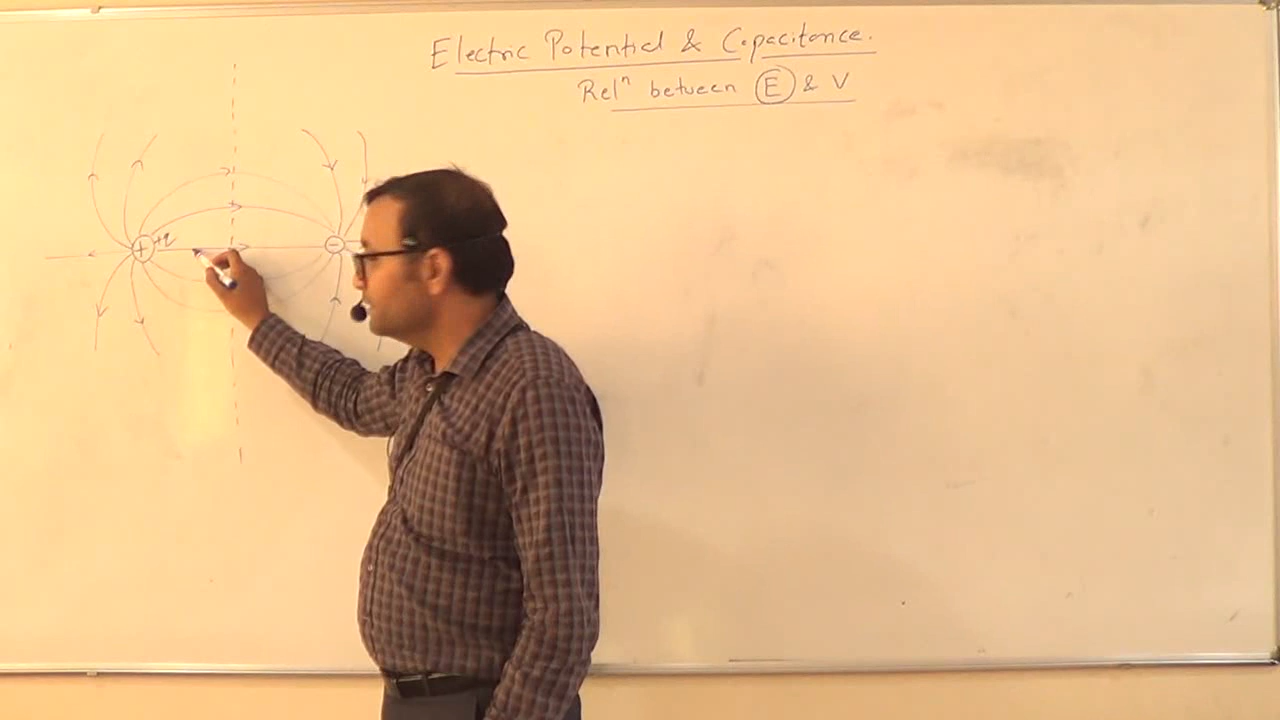 Electric Potential & Capacitance.
Relⁿ between E & V
+ +q −